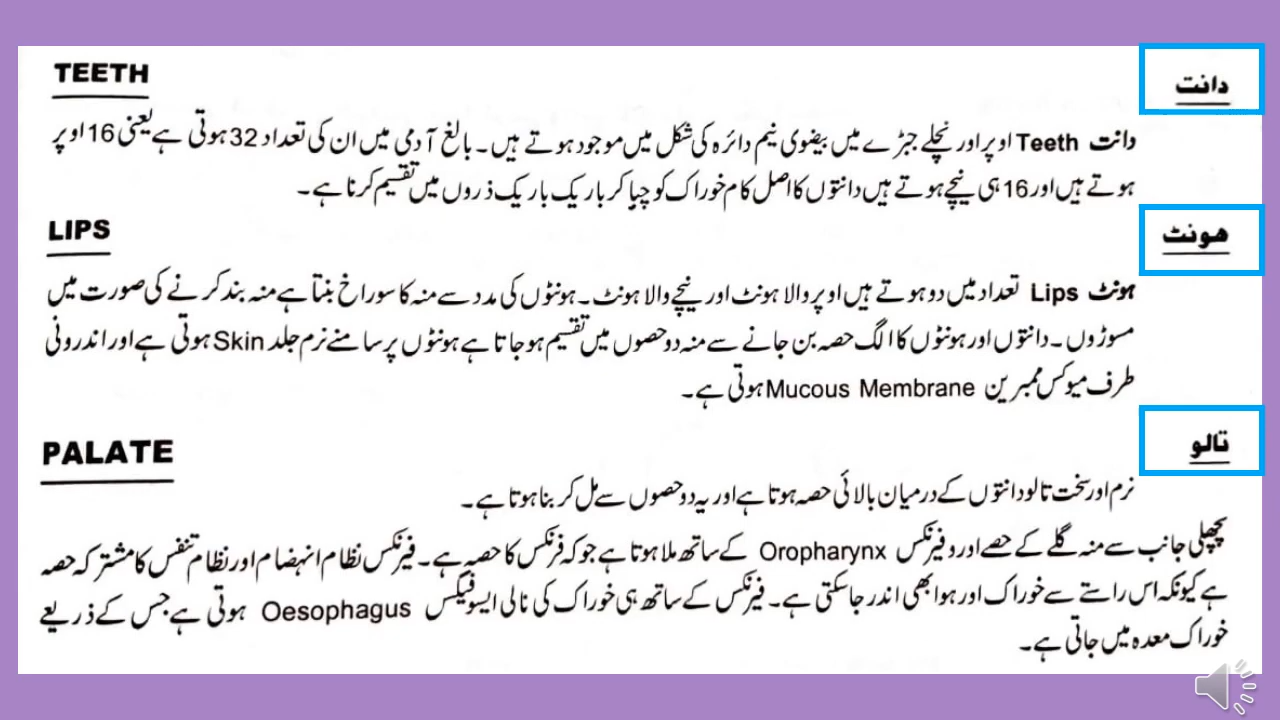 دانت TEETH
دانت Teeth اوپر اور نچلے جبڑے میں بیضوی نیم دائرہ کی شکل میں موجود ہوتے ہیں۔ بالغ آدمی میں ان کی تعداد 32 ہوتی ہے یعنی 16 اوپر
ہوتے ہیں اور 16 ہی نیچے ہوتے ہیں دانتوں کا اصل کام خوراک کو چبا کر باریک باریک ذروں میں تقسیم کرنا ہے۔
ہونٹ LIPS
ہونٹ Lips تعداد میں دو ہوتے ہیں اوپر والا ہونٹ اور نیچے والا ہونٹ۔ ہونٹوں کی مدد سے منہ کا سوراخ بنتا ہے منہ بند کرنے کی صورت میں
مسوڑوں۔ دانتوں اور ہونٹوں کا الگ حصہ بن جانے سے منہ دو حصوں میں تقسیم ہو جاتا ہے ہونٹوں پر سامنے نرم جلد Skin ہوتی ہے اور اندرونی
طرف میوکس ممبرین Mucous Membrane ہوتی ہے۔
تالو PALATE
نرم اور سخت تالو دانتوں کے درمیان بالائی حصہ ہوتا ہے اور یہ دو حصوں سے مل کر بنا ہوتا ہے۔
پچھلی جانب سے منہ گلے کے حصے اورو فیرنکس Oropharynx کے ساتھ ملا ہوتا ہے جو کہ فرنکس کا حصہ ہے۔ فیرنکس نظام انہضام اور نظام تنفس کا مشترکہ حصہ
ہے کیونکہ اس راستے سے خوراک اور ہوا بھی اندر جا سکتی ہے۔ فیرنکس کے ساتھ ہی خوراک کی نالی ایسوفیگس Oesophagus ہوتی ہے جس کے ذریعے
خوراک معدہ میں جاتی ہے۔